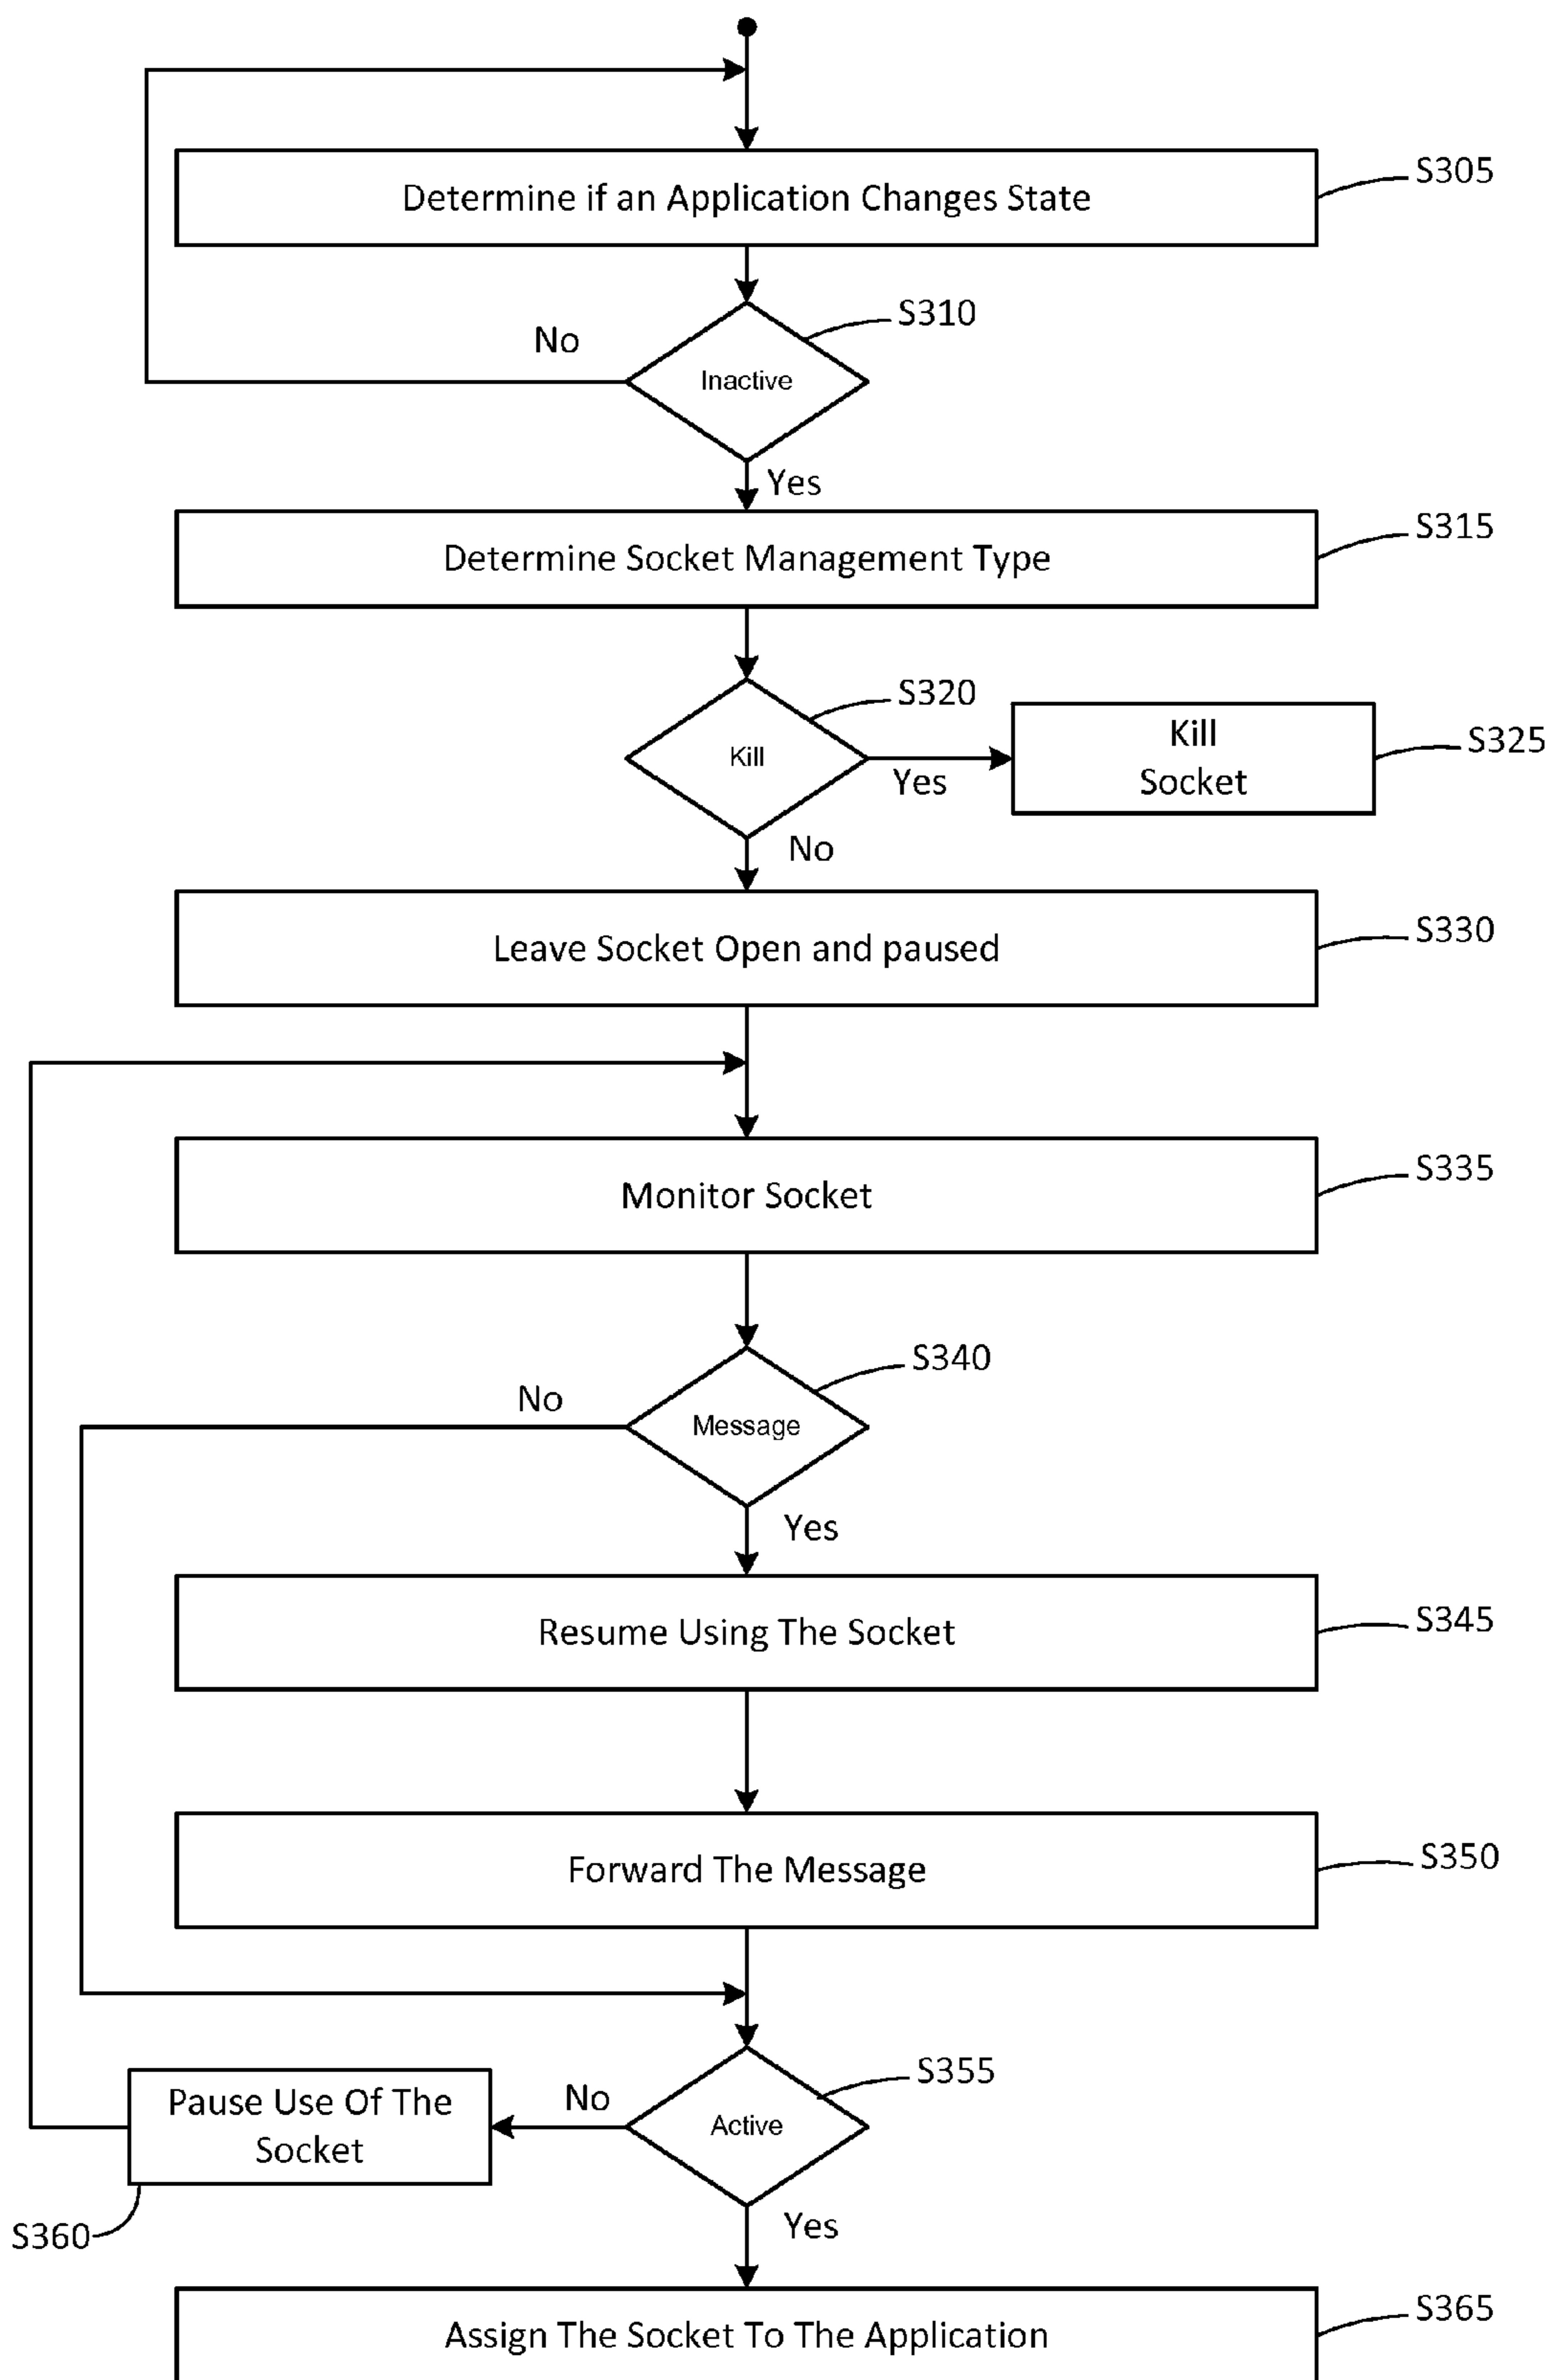 Determine if an Application Changes State
S305
S310
No
Inactive
Yes
Determine Socket Management Type
S315
S320
Kill
Yes
Kill
Socket
S325
No
Leave Socket Open and paused
S330
Monitor Socket
S335
S340
No
Message
Yes
Resume Using The Socket
S345
Forward The Message
S350
S355
Pause Use Of The
Socket
No
Active
S360
Yes
Assign The Socket To The Application
S365